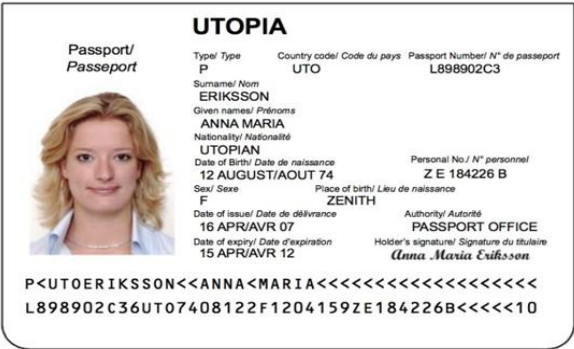 UTOPIA
Passport/
Passeport
Type/ Type Country code/ Code du pays Passport Number/ N° de passeport
P UTO L898902C3
Surname/ Nom
ERIKSSON
Given names/ Prénoms
ANNA MARIA
Nationality/ Nationalité
UTOPIAN
Date of Birth/ Date de naissance Personal No./ N° personnel
12 AUGUST/AOUT 74 Z E 184226 B
Sex/ Sexe Place of birth/ Lieu de naissance
F ZENITH
Date of issue/ Date de délivrance Authority/ Autorité
16 APR/AVR 07 PASSPORT OFFICE
Date of expiry/ Date d'expiration Holder's signature/ Signature du titulaire
15 APR/AVR 12 Anna Maria Eriksson
P<UTOERIKSSON<<ANNA<MARIA<<<<<<<<<<<<<<<<<<<
L898902C36UTO7408122F1204159ZE184226B<<<<<10